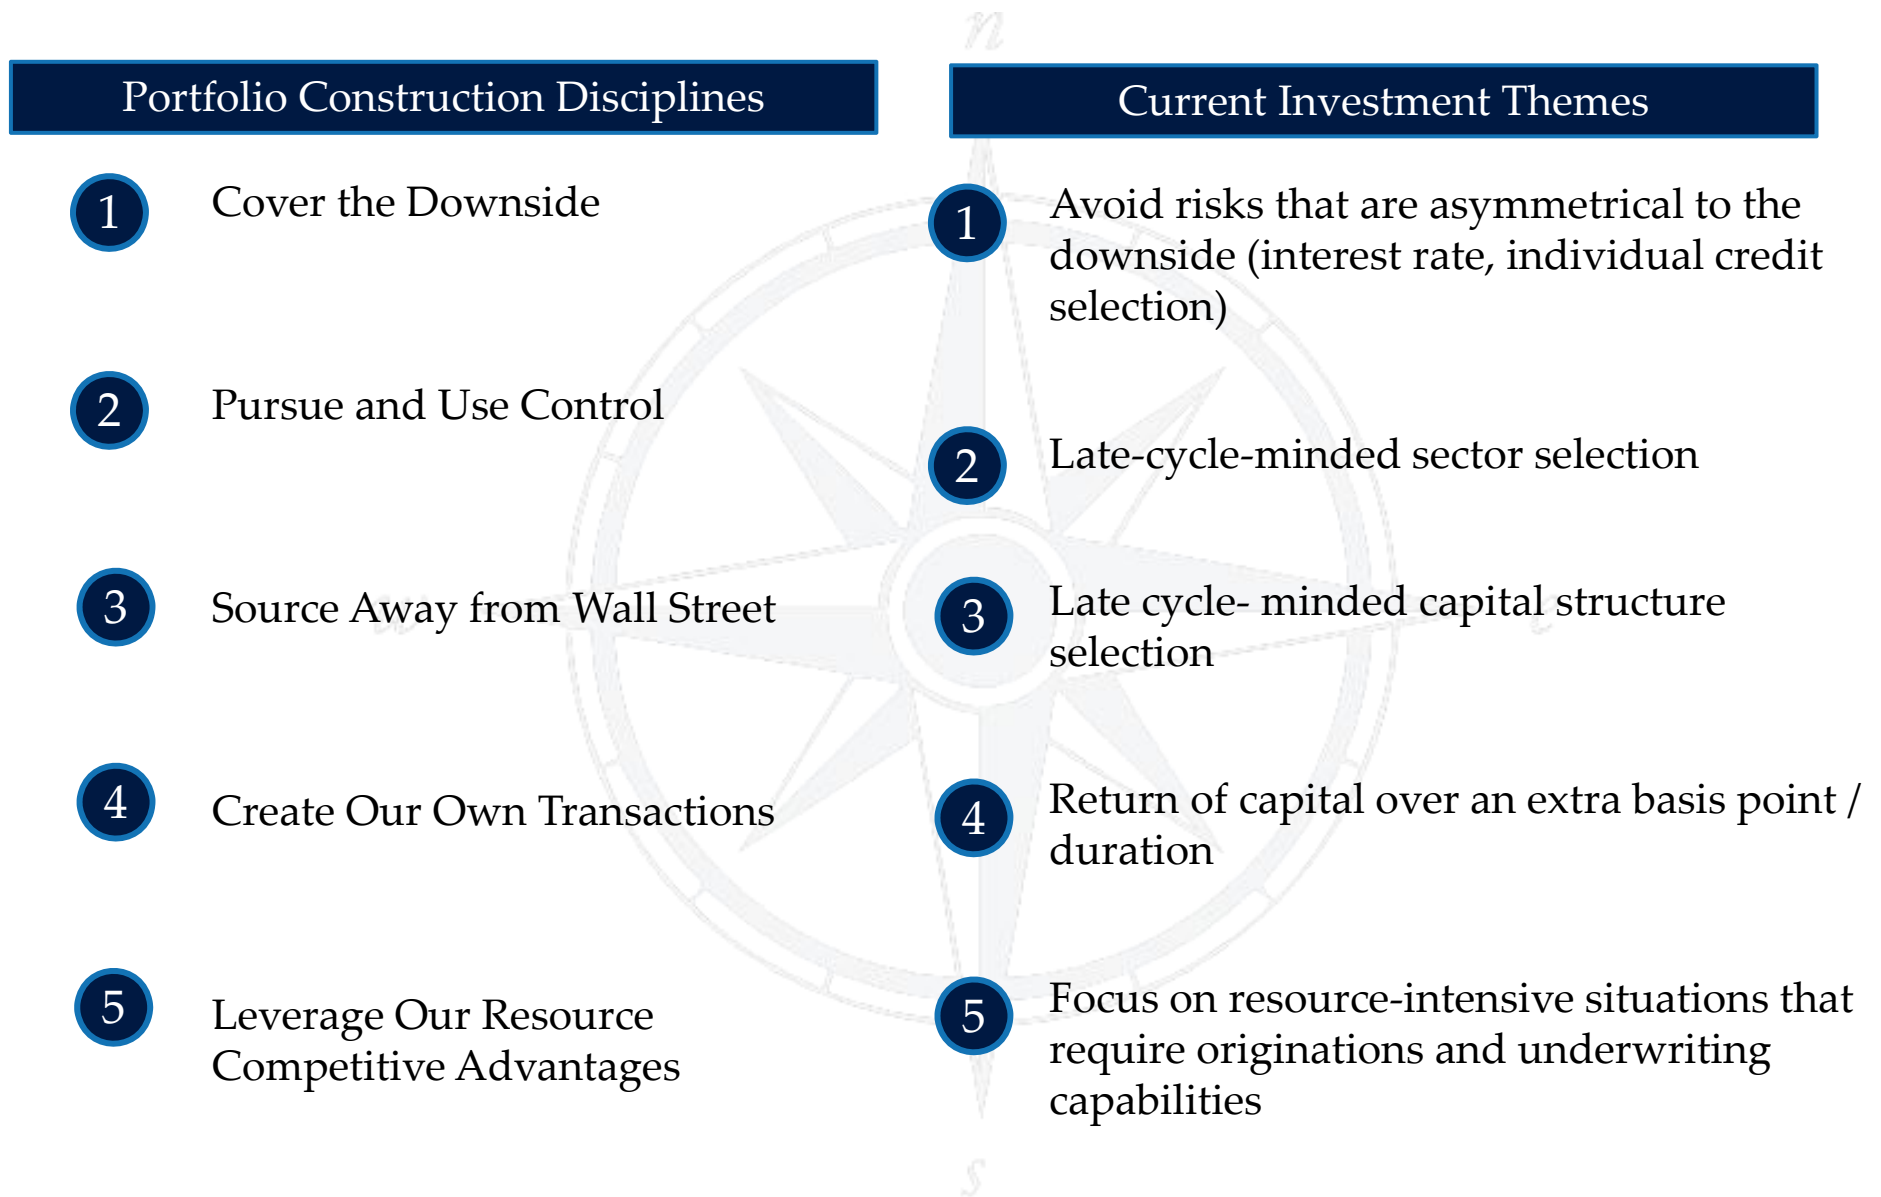 n
Portfolio Construction Disciplines
1
Cover the Downside
2
Pursue and Use Control
3
Source Away from Wall Street
4
Create Our Own Transactions
5
Leverage Our Resource
Competitive Advantages
Current Investment Themes
1
Avoid risks that are asymmetrical to the
downside (interest rate, individual credit
selection)
2
Late-cycle-minded sector selection
3
Late cycle- minded capital structure
selection
4
Return of capital over an extra basis point /
duration
5
Focus on resource-intensive situations that
require originations and underwriting
capabilities
w
e
s